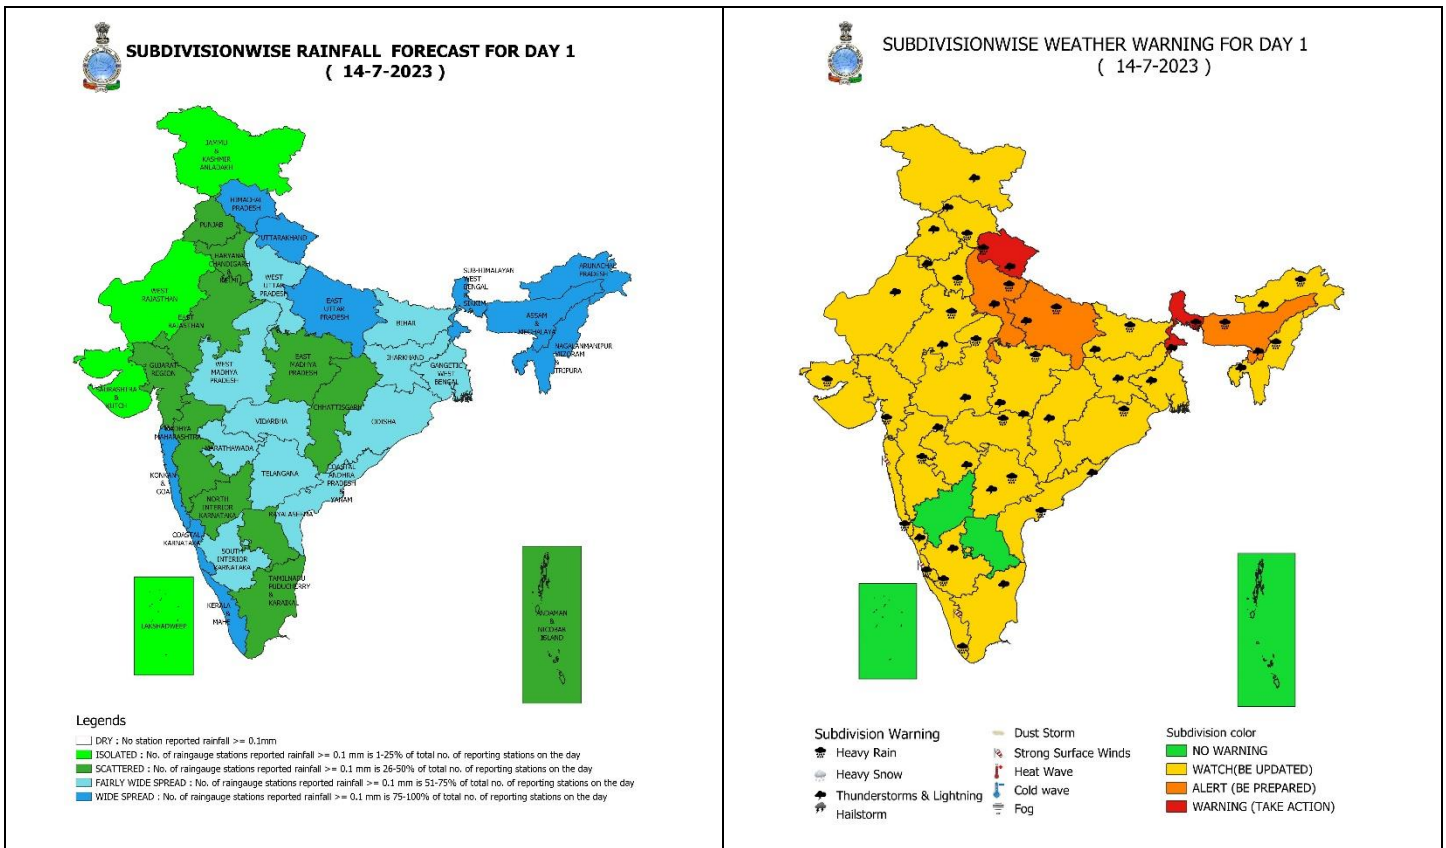 SUBDIVISIONWISE RAINFALL FORECAST FOR DAY 1
( 14-7-2023 )
JAMMU
&
KASHMIR
ANLADAKH
HIMACHAL
PRADESH
PUNJAB
UTTARAKHAND
HARYANA
CHANDIGARH
&
DELHI
WEST
UTTAR
PRADESH
WEST
RAJASTHAN
EAST
RAJASTHAN
EAST
UTTAR
PRADESH
SUB-HIMALAYAN
WEST
BENGAL
&
SIKKIM
ARUNACHAL
PRADESH
ASSAM
&
MEGHALAYA
NAGALANMANIPUR
MIZORAM
&
TRIPURA
BIHAR
JHARKHAND
GANGETIC
WEST
BENGAL
GUJARAT
REGION
SAURASHTRA
&
KUTCH
WEST
MADHYA
PRADESH
EAST
MADHYA
PRADESH
CHHATTISGARH
ODISHA
VIDARBHA
MADHYA
MAHARASHTRA
MARATHAWADA
KONKAN
&
GOA
TELANGANA
COASTAL
ANDHRA
PRADESH
&
YANAM
NORTH
INTERIOR
KARNATAKA
RAYALASEEMA
COASTAL
KARNATAKA
SOUTH
INTERIOR
KARNATAKA
TAMILNADU
PUDUCHERRY
&
KARAIKAL
KERALA
&
MAHE
LAKSHADWEEP
ANDAMAN
&
NICOBAR
ISLAND
Legends
DRY : No station reported rainfall >= 0.1mm
ISOLATED : No. of raingauge stations reported rainfall >= 0.1 mm is 1-25% of total no. of reporting stations on the day
SCATTERED : No. of raingauge stations reported rainfall >= 0.1 mm is 26-50% of total no. of reporting stations on the day
FAIRLY WIDE SPREAD : No. of raingauge stations reported rainfall >= 0.1 mm is 51-75% of total no. of reporting stations on the day
WIDE SPREAD : No. of raingauge stations reported rainfall >= 0.1 mm is 75-100% of total no. of reporting stations on the day
SUBDIVISIONWISE WEATHER WARNING FOR DAY 1
( 14-7-2023 )
Subdivision Warning
Heavy Rain
Heavy Snow
Thunderstorms & Lightning
Hailstorm
Dust Storm
Strong Surface Winds
Heat Wave
Cold wave
Fog
Subdivision color
NO WARNING
WATCH(BE UPDATED)
ALERT (BE PREPARED)
WARNING (TAKE ACTION)